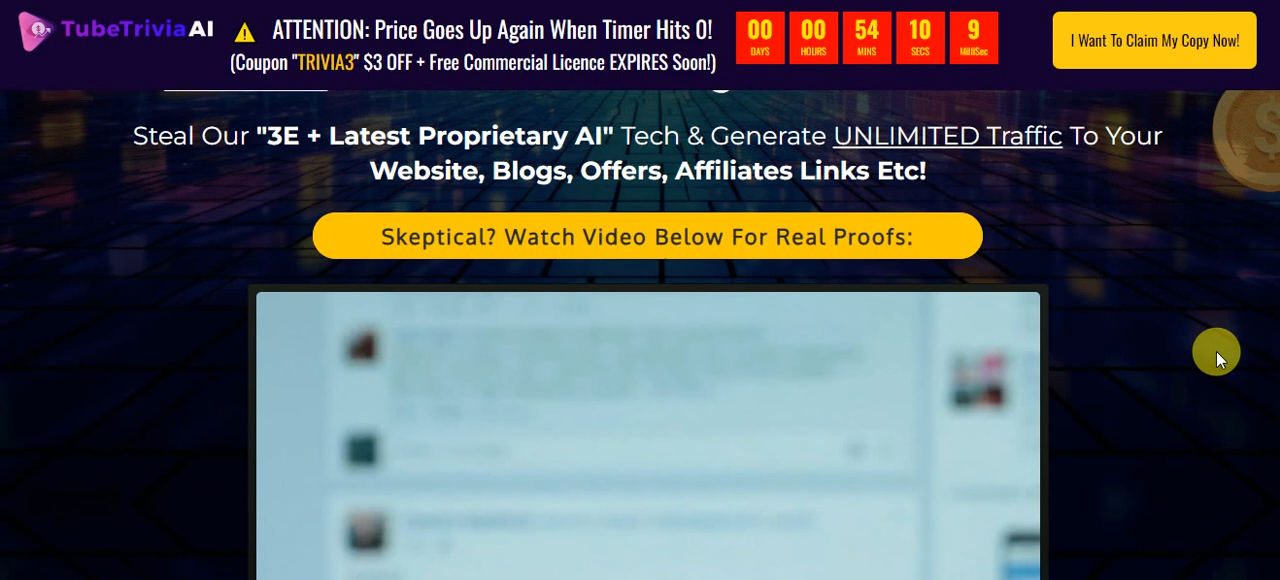 TubeTriviaAI
ATTENTION: Price Goes Up Again When Timer Hits 0!
(Coupon "TRIVIA3" $3 OFF + Free Commercial Licence EXPIRES Soon!)
00 00 54 10 9
DAYS HOURS MINS SECS MilliSec
I Want To Claim My Copy Now!
Steal Our "3E + Latest Proprietary AI" Tech & Generate UNLIMITED Traffic To Your
Website, Blogs, Offers, Affiliates Links Etc!
Skeptical? Watch Video Below For Real Proofs: